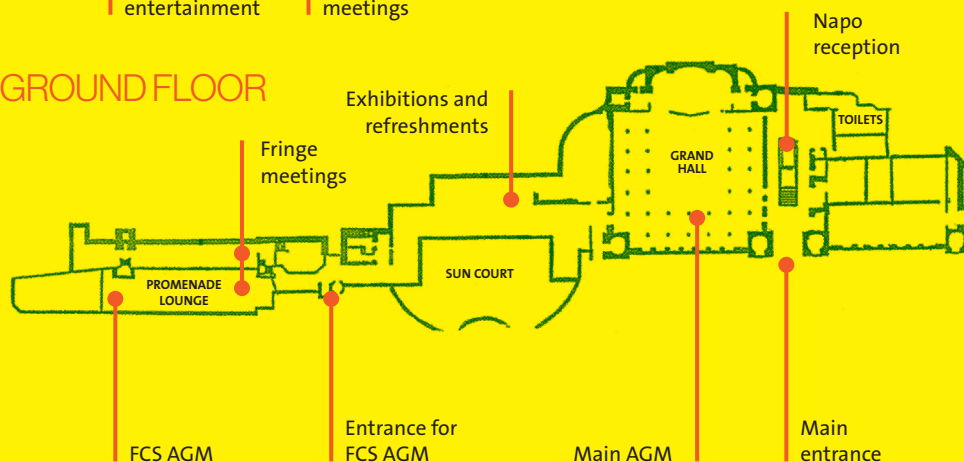 entertainment
meetings
Napo
reception
GROUND FLOOR
Exhibitions and
refreshments
TOILETS
Fringe
meetings
GRAND
HALL
SUN COURT
PROMENADE
LOUNGE
FCS AGM
Entrance for
FCS AGM
Main AGM
Main
entrance